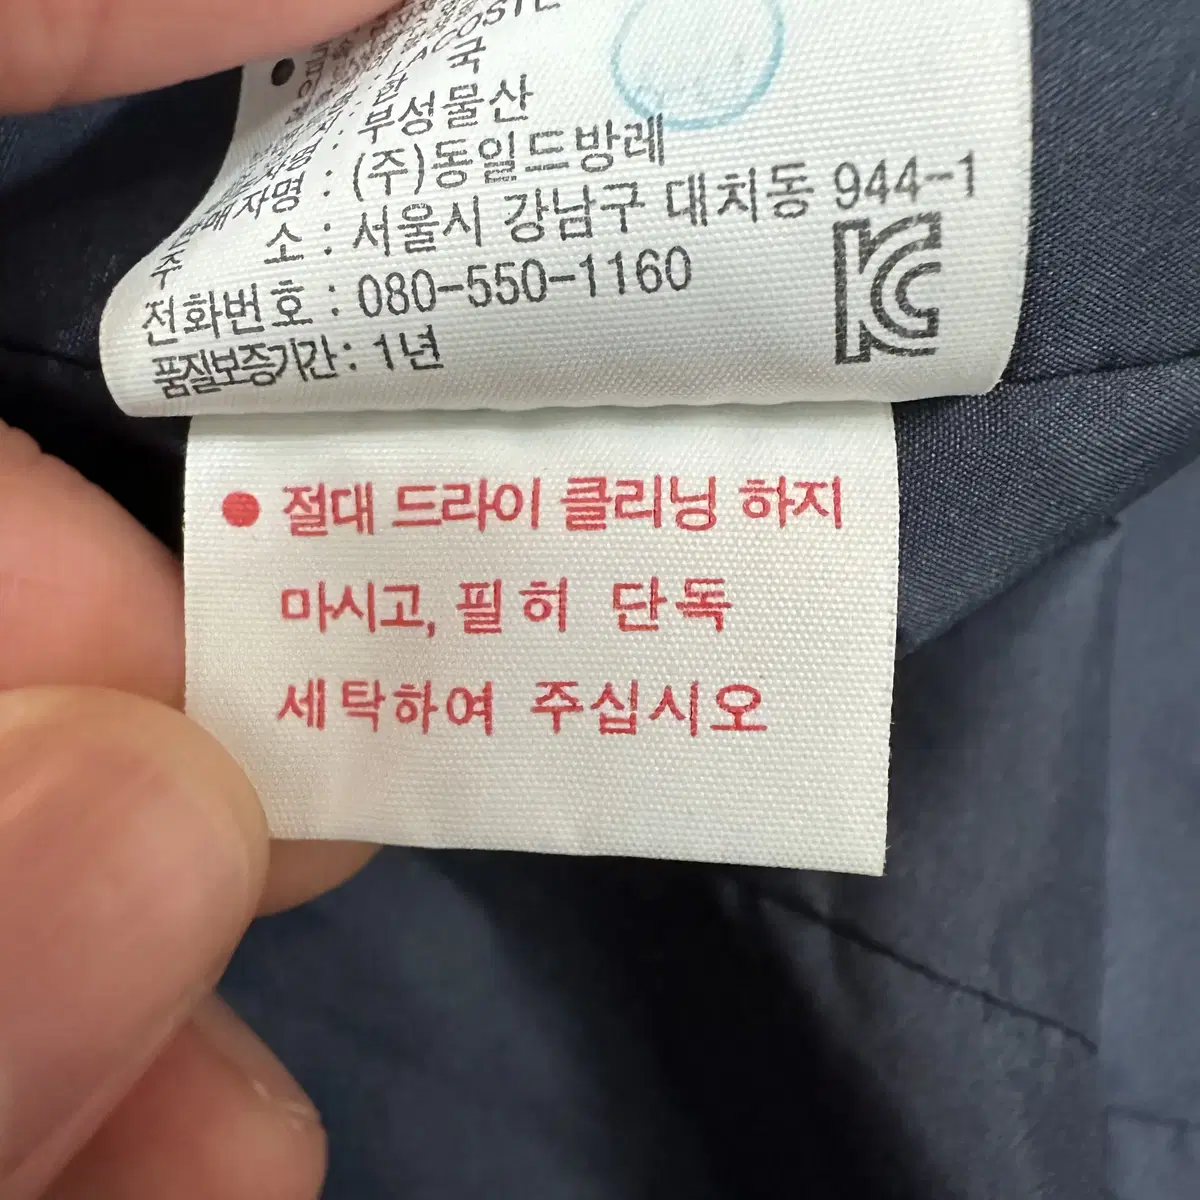 국
부성물산
(주)동일드방레
소 : 서울시 강남구 대치동 944-1
전화번호 : 080-550-1160
품질보증기간 : 1년
● 절대 드라이 클리닝 하지
마시고, 필히 단독
세탁하여 주십시오